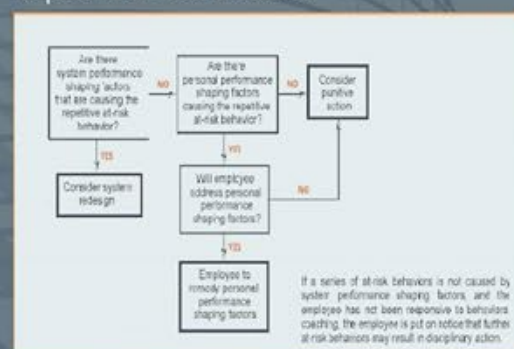 Are there
system performance
shaping factors
that are causing the
repetitive at-risk
behavior?
NO
Are there
personal performance
shaping factors
causing the repetitive
at-risk behavior?
NO
Consider
punitive
action
YES
YES
Consider system
redesign
Will employee
address personal
performance
shaping factors?
NO
YES
Employee to
remedy personal
performance
shaping factors
If a series of at-risk behaviors is not caused by
system performance shaping factors, and the
employee has not been responsive to behaviors
coaching, the employee is put on notice that further
at-risk behaviors may result in disciplinary action.